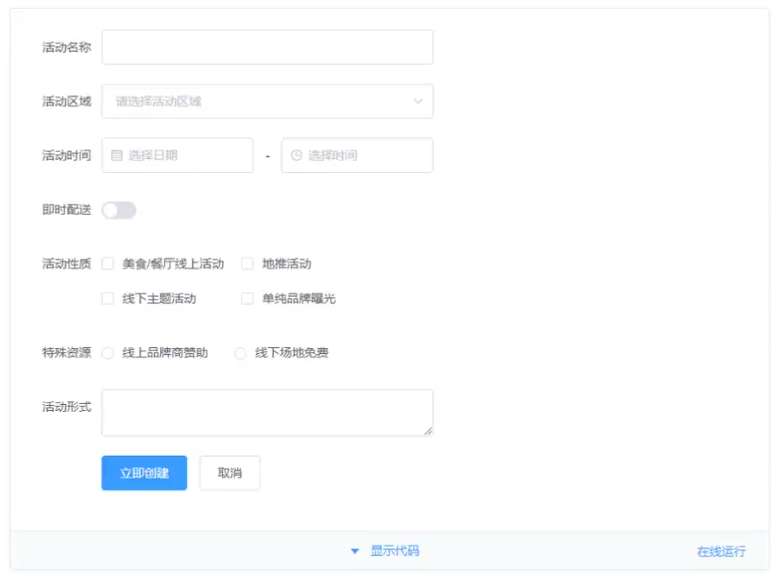 活动名称
活动区域 请选择活动区域
活动时间 选择日期 - 选择时间
即时配送
活动性质 美食/餐厅线上活动 地推活动
线下主题活动 单纯品牌曝光
特殊资源 线上品牌商赞助 线下场地免费
活动形式
立即创建 取消
显示代码 在线运行